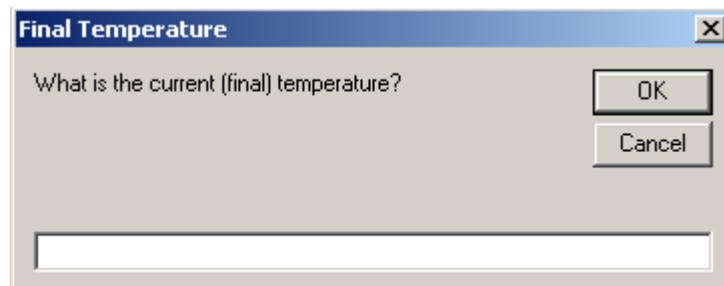 Final Temperature
What is the current (final) temperature?
OK
Cancel